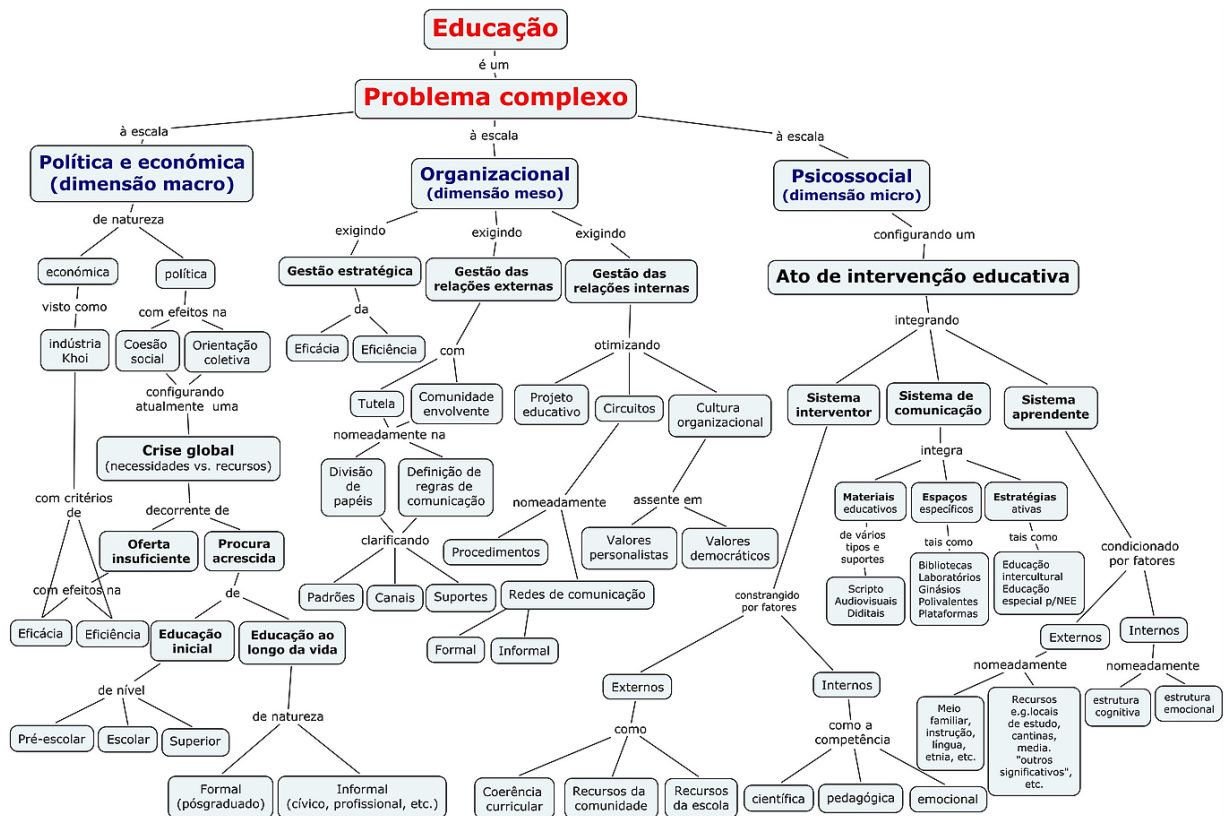 Educação
é um
Problema complexo
à escala
à escala
à escala
Política e económica
(dimensão macro)
Organizacional
(dimensão meso)
Psicossocial
(dimensão micro)
de natureza
exigindo
exigindo
exigindo
configurando um
económica
política
Gestão estratégica
Gestão das
relações externas
Gestão das
relações internas
Ato de intervenção educativa
visto como
com efeitos na
da
integrando
indústria
Khoi
Coesão
social
Orientação
coletiva
Eficácia
Eficiência
com
otimizando
configurando
atualmente uma
Tutela
Comunidade
envolvente
Projeto
educativo
Circuitos
Cultura
organizacional
Sistema
interventor
Sistema de
comunicação
Sistema
aprendente
nomeadamente na
Crise global
(necessidades vs. recursos)
integra
Divisão
de
papéis
Definição de
regras de
comunicação
com critérios
de
decorrente de
nomeadamente
assente em
Materiais
educativos
Espaços
específicos
Estratégias
ativas
Oferta
insuficiente
Procura
acrescida
clarificando
Procedimentos
Valores
personalistas
Valores
democráticos
de vários
tipos e
suportes
tais como
tais como
condicionado
por fatores
com efeitos na
de
Padrões
Canais
Suportes
Redes de comunicação
constrangido
por fatores
Scripto
Audiovisuais
Diditais
Bibliotecas
Laboratórios
Ginásios
Polivalentes
Plataformas
Educação
intercultural
Educação
especial p/NEE
Eficácia
Eficiência
Educação
inicial
Educação ao
longo da vida
Formal
Informal
Externos
Internos
de nível
nomeadamente
nomeadamente
Externos
Internos
Pré-escolar
Escolar
Superior
de natureza
como
como a
competência
Meio
familiar,
instrução,
língua,
etnia, etc.
Recursos
e.g.locais
de estudo,
cantinas,
media.
"outros
significativos",
etc.
estrutura
cognitiva
estrutura
emocional
Formal
(pósgraduado)
Informal
(cívico, profissional, etc.)
Coerência
curricular
Recursos da
comunidade
Recursos
da escola
científica
pedagógica
emocional